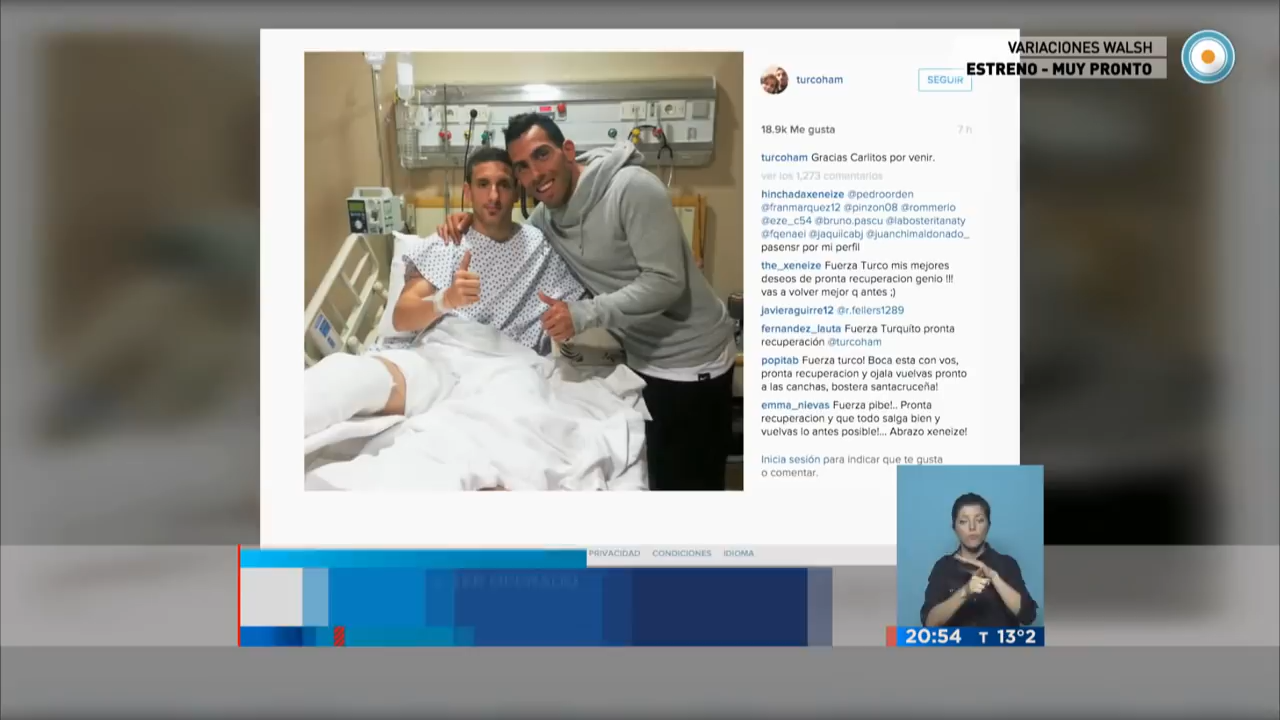 VARIACIONES WALSH
ESTRENO - MUY PRONTO
turcoham
SEGUIR
18.9k Me gusta
7 h
turcoham Gracias Carlitos por venir.
ver los 1,273 comentarios
hinchadaxeneize @pedroorden
@franmarquez12 @pinzon08 @rommerlo
@eze_c54 @bruno.pascu @labosteritanaty
@fqenaei @jaquiicabj @juanchimaldonado_
pasensr por mi perfil
the_xeneize Fuerza Turco mis mejores
deseos de pronta recuperacion genio !!!
vas a volver mejor q antes ;)
javieraguirre12 @r.fellers1289
fernandez_lauta Fuerza Turquíto pronta
recuperación @turcoham
popitab Fuerza turco! Boca esta con vos,
pronta recuperacion y ojala vuelvas pronto
a las canchas, bostera santacruceña!
emma_nievas Fuerza pibe!.. Pronta
recuperacion y que todo salga bien y
vuelvas lo antes posible!... Abrazo xeneize!
Inicia sesión para indicar que te gusta
o comentar.
PRIVACIDAD CONDICIONES IDIOMA
20:54 T 13°2